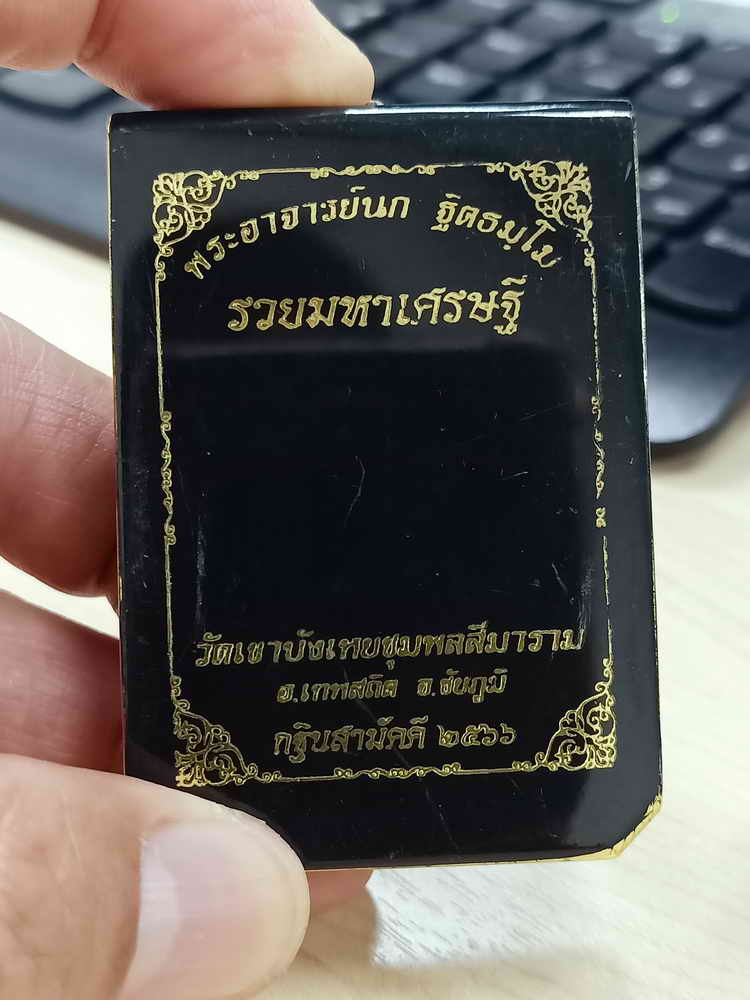 พระอาจารย์นก ฐิตธมฺโม
รวยมหาเศรษฐี
วัดเขาบังเหยชุมพลสีมาราม
อ.เทพสถิต จ.ชัยภูมิ
กฐินสามัคคี ๒๕๖๖